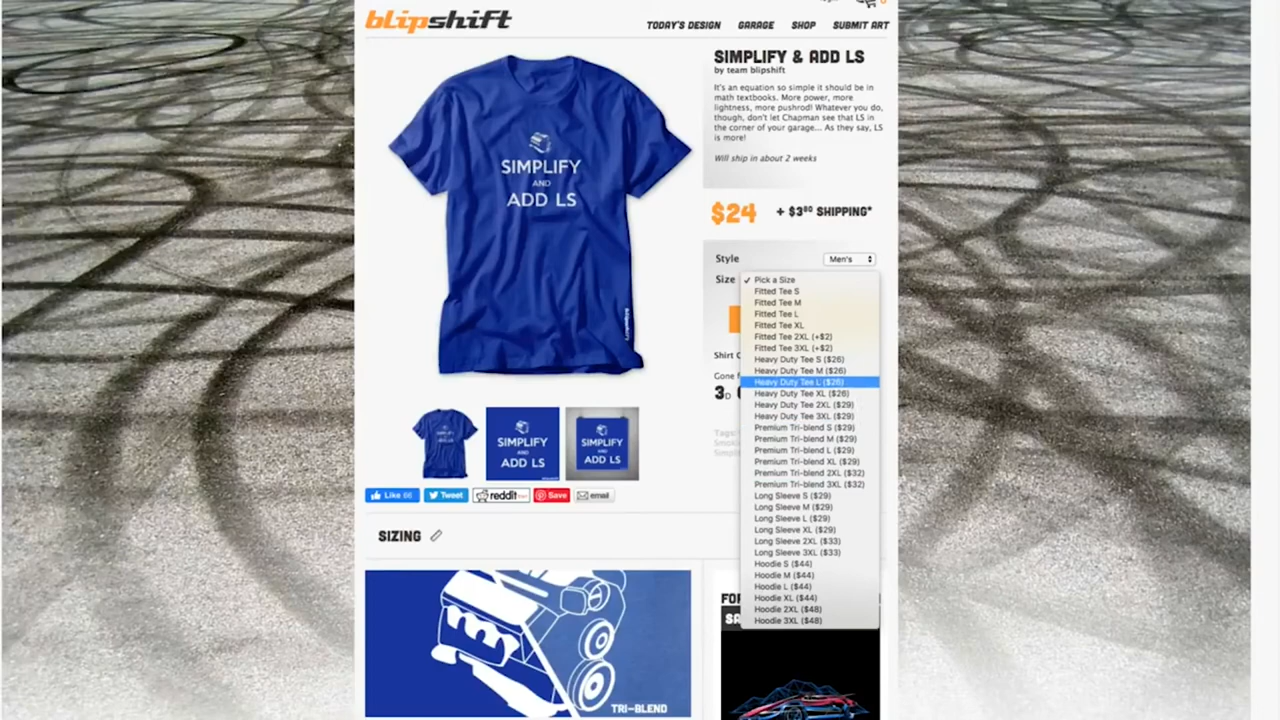 blipshift
TODAY'S DESIGN GARAGE SHOP SUBMIT ART
SIMPLIFY & ADD LS
by team blipshift
It's an equation so simple it should be in
math textbooks. More power, more
lightness, more pushrod! Whatever you do,
though, don't let Chapman see that LS in
the corner of your garage... As they say, LS
is more!
Will ship in about 2 weeks
$24 + $3⁸⁰ SHIPPING*
SIMPLIFY
AND
ADD LS
blipshift
Style Men's
Size ✓ Pick a Size
Fitted Tee S
Fitted Tee M
Fitted Tee L
Fitted Tee XL
Fitted Tee 2XL (+$2)
Fitted Tee 3XL (+$2)
Heavy Duty Tee S ($26)
Heavy Duty Tee M ($26)
Heavy Duty Tee L ($26)
Heavy Duty Tee XL ($26)
Heavy Duty Tee 2XL ($29)
Heavy Duty Tee 3XL ($29)
Premium Tri-blend S ($29)
Premium Tri-blend M ($29)
Premium Tri-blend L ($29)
Premium Tri-blend XL ($29)
Premium Tri-blend 2XL ($32)
Premium Tri-blend 3XL ($32)
Long Sleeve S ($29)
Long Sleeve M ($29)
Long Sleeve L ($29)
Long Sleeve XL ($29)
Long Sleeve 2XL ($33)
Long Sleeve 3XL ($33)
Hoodie S ($44)
Hoodie M ($44)
Hoodie L ($44)
Hoodie XL ($44)
Hoodie 2XL ($48)
Hoodie 3XL ($48)
Shirt
Gone
3D
Tags:
SIMPLIFY
AND
ADD LS
SIMPLIFY
AND
ADD LS
Like 66 Tweet reddit Save email
SIZING
TRI-BLEND